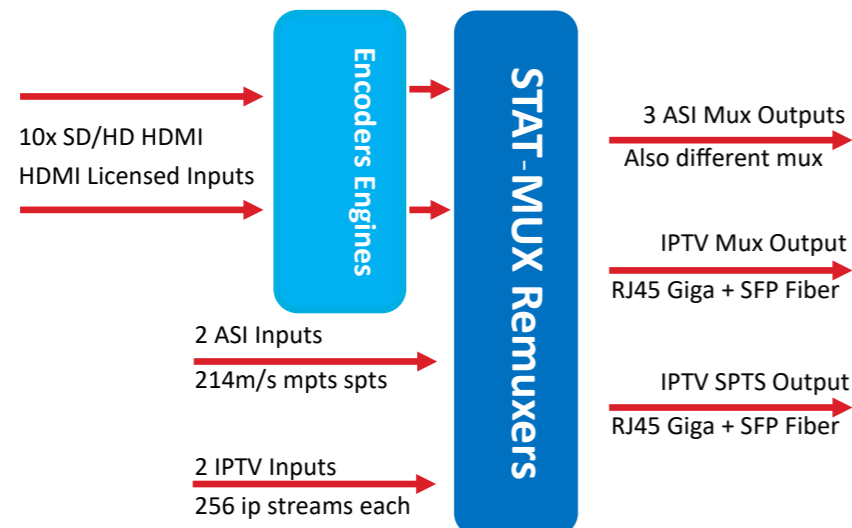 10x SD/HD HDMI
HDMI Licensed Inputs
Encoders Engines
2 ASI Inputs
214m/s mpts spts
2 IPTV Inputs
256 ip streams each
STAT-MUX Remuxers
3 ASI Mux Outputs
Also different mux
IPTV Mux Output
RJ45 Giga + SFP Fiber
IPTV SPTS Output
RJ45 Giga + SFP Fiber